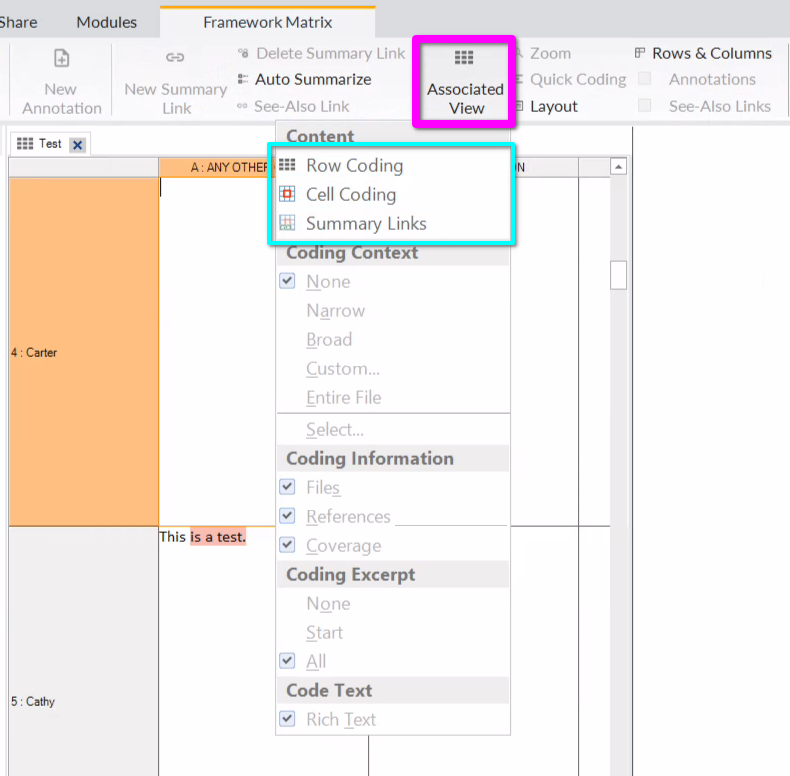 Share Modules Framework Matrix
New Annotation
New Summary Link
Delete Summary Link
Auto Summarize
See-Also Link
Associated View
Zoom
Quick Coding
Layout
Rows & Columns
Annotations
See-Also Links
Test
A : ANY OTHER
Content
Row Coding
Cell Coding
Summary Links
Coding Context
None
Narrow
Broad
Custom...
Entire File
Select...
Coding Information
Files
References
Coverage
Coding Excerpt
None
Start
All
Code Text
Rich Text
4 : Carter
This is a test.
5 : Cathy